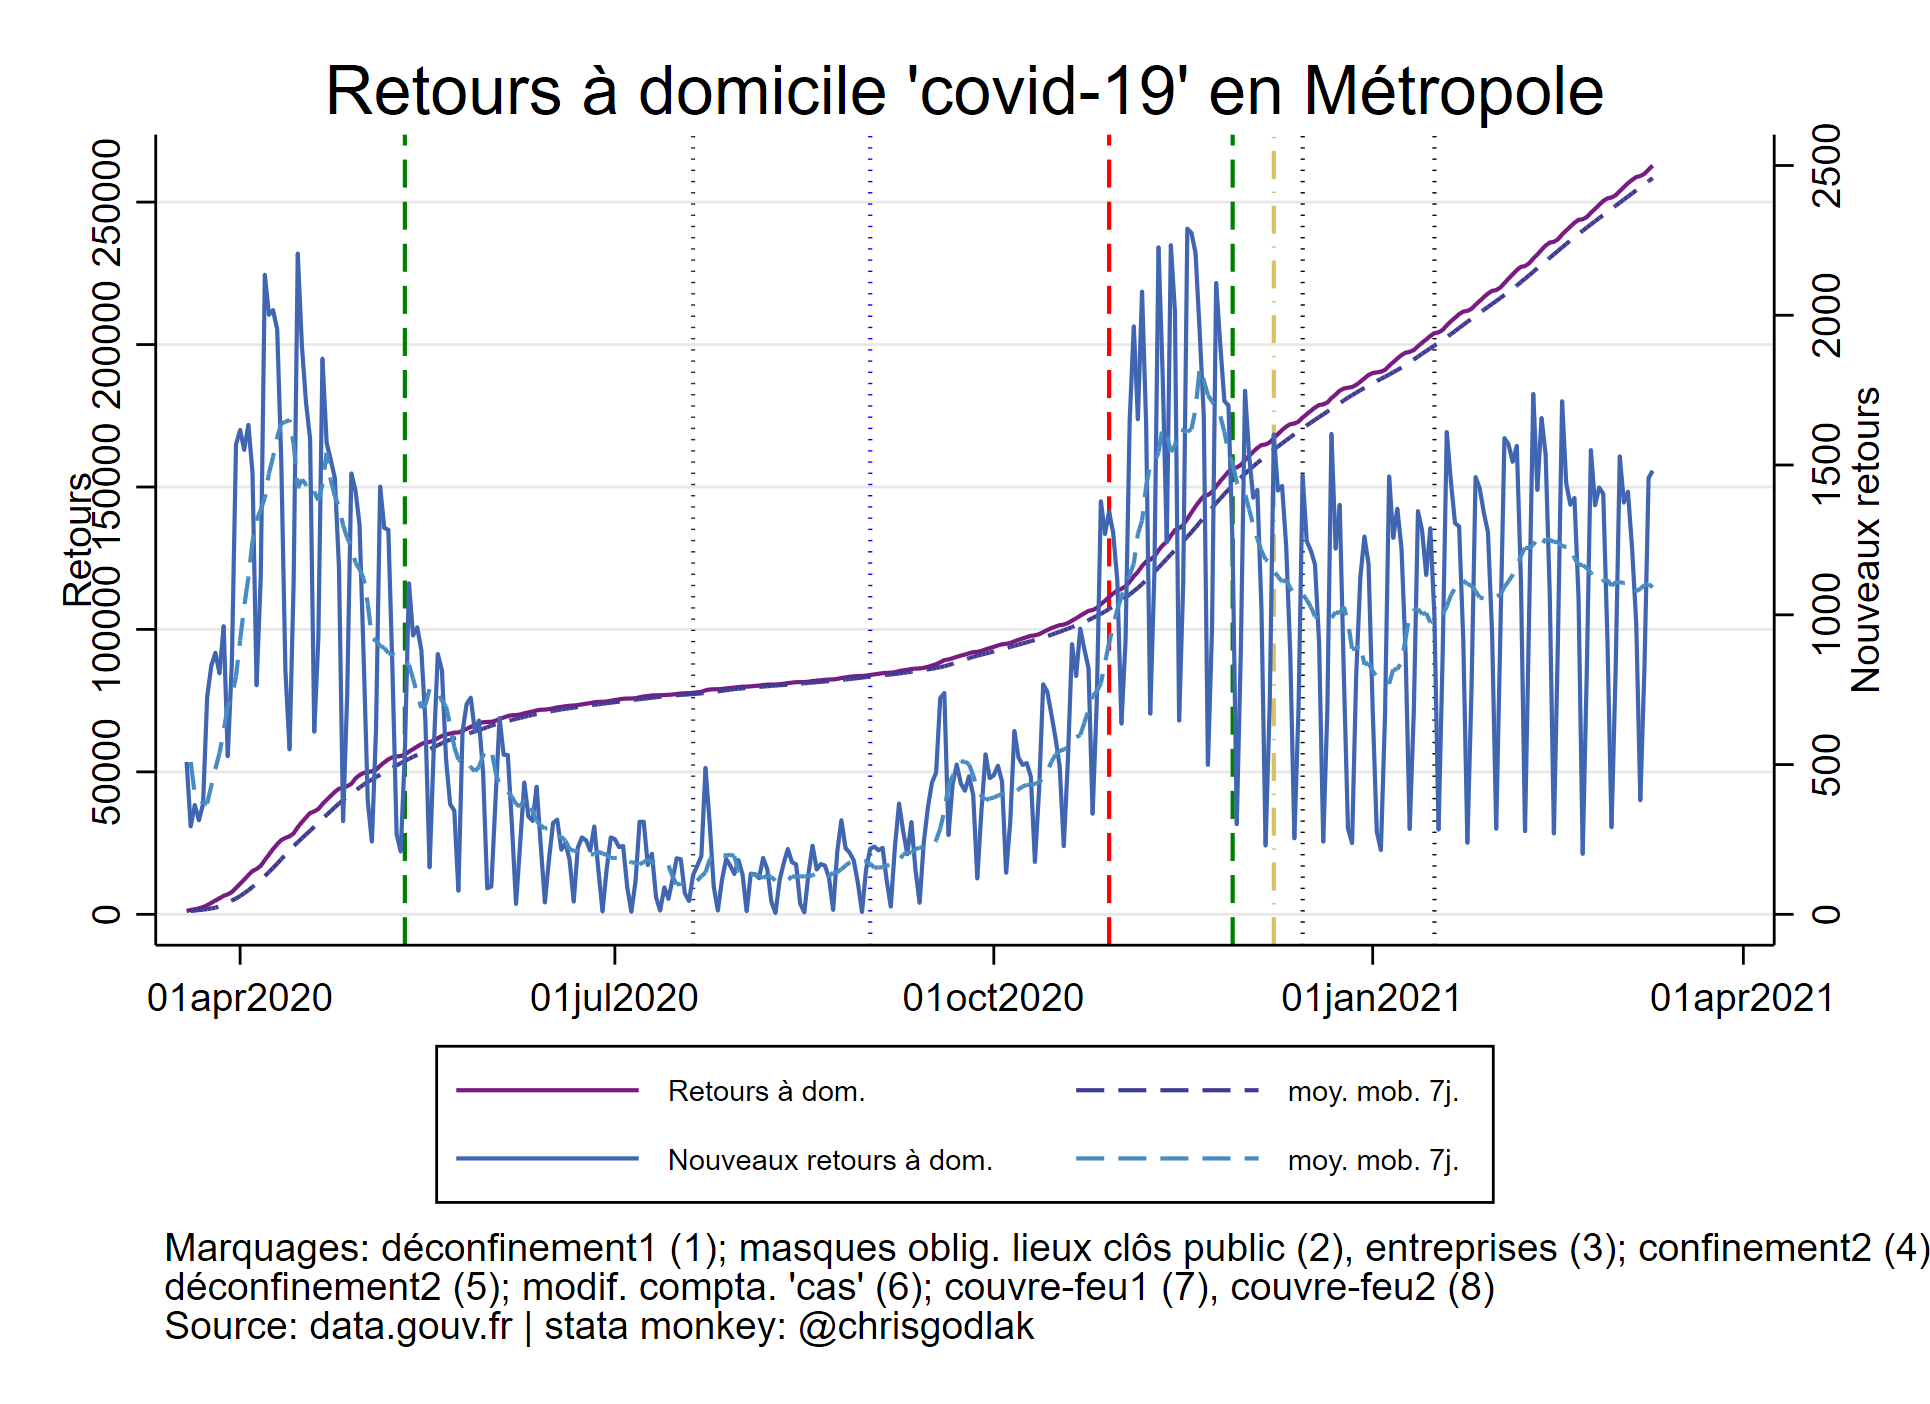 Retours à domicile 'covid-19' en Métropole
Retours
0
50000
100000
150000
200000
250000
Nouveaux retours
0
500
1000
1500
2000
2500
01apr2020
01jul2020
01oct2020
01jan2021
01apr2021
Retours à dom.
moy. mob. 7j.
Nouveaux retours à dom.
moy. mob. 7j.
Marquages: déconfinement1 (1); masques oblig. lieux clôs public (2), entreprises (3); confinement2 (4)
déconfinement2 (5); modif. compta. 'cas' (6); couvre-feu1 (7), couvre-feu2 (8)
Source: data.gouv.fr | stata monkey: @chrisgodlak